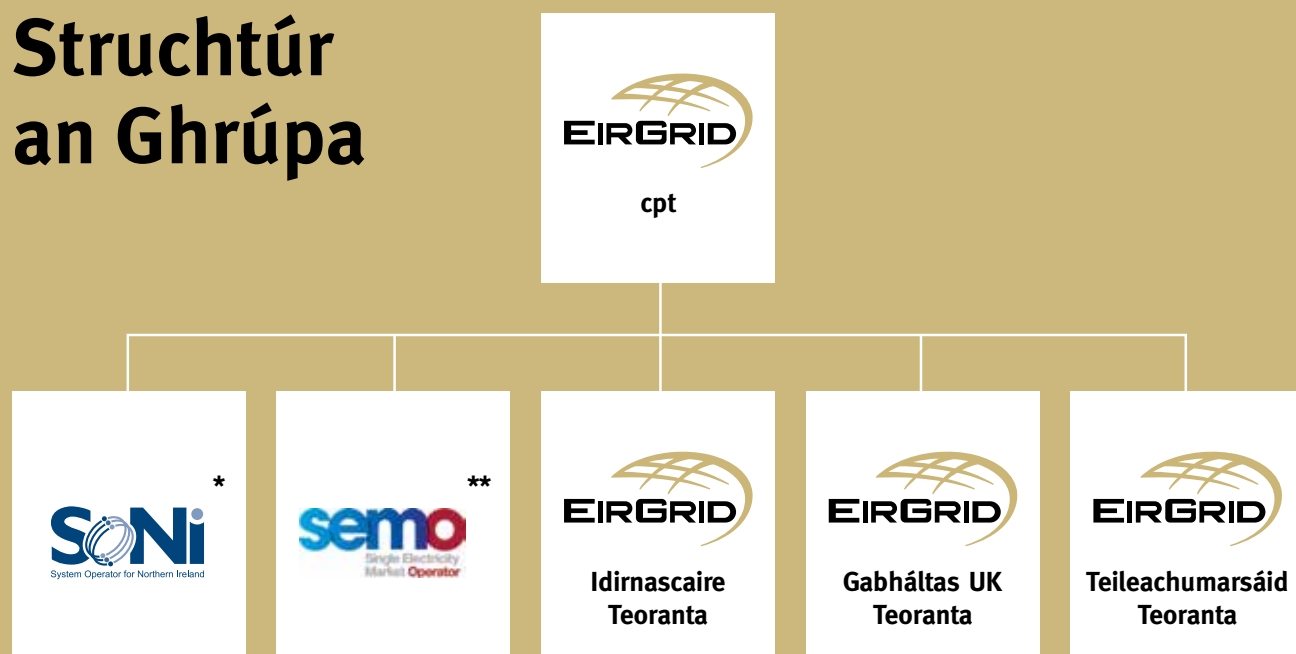 Struchtúr
an Ghrúpa
EIRGRID
cpt
*
SONi
System Operator for Northern Ireland
**
semo
Single Electricity
Market Operator
EIRGRID
Idirnascaire
Teoranta
EIRGRID
Gabháltas UK
Teoranta
EIRGRID
Teileachumarsáid
Teoranta